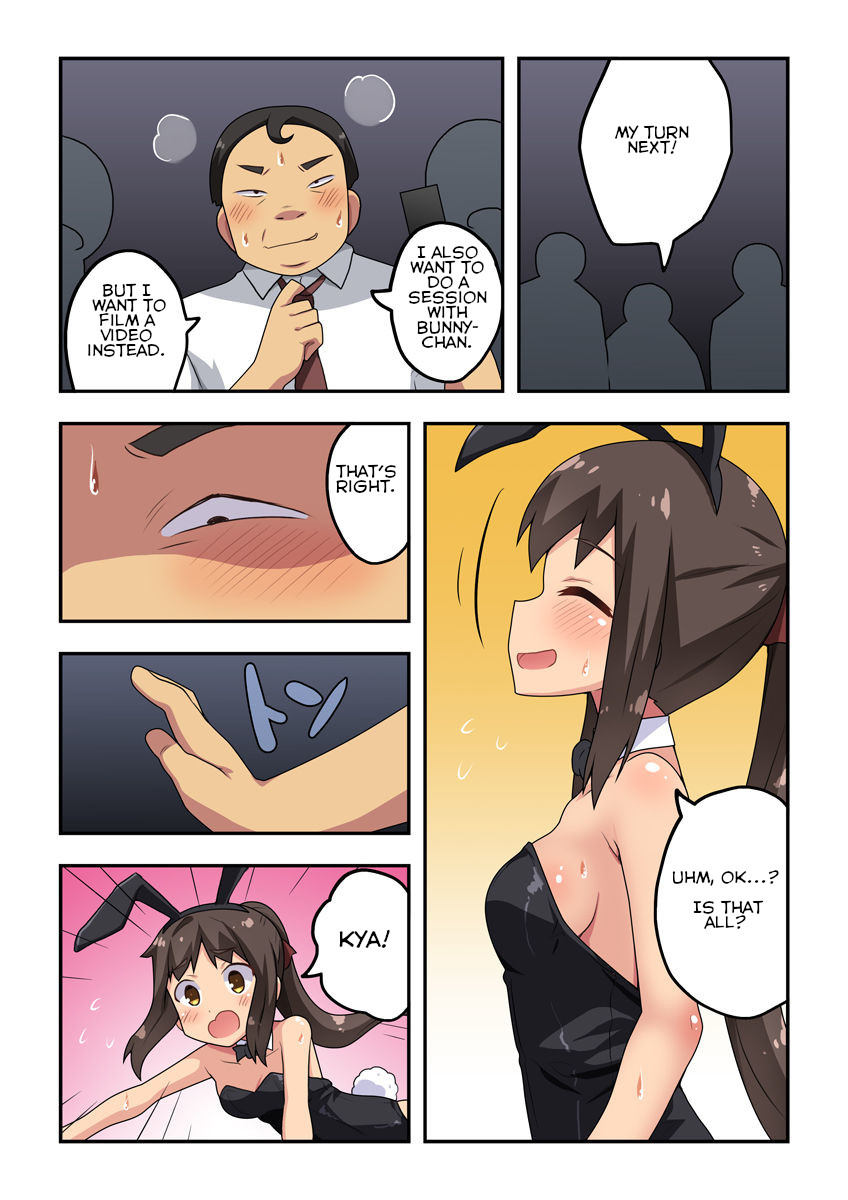 MY TURN
NEXT!
I ALSO
WANT TO
DO A
SESSION
WITH
BUNNY-
CHAN.
BUT I
WANT TO
FILM A
VIDEO
INSTEAD.
UHM, OK...?
IS THAT
ALL?
THAT'S
RIGHT.
トン
KYA!